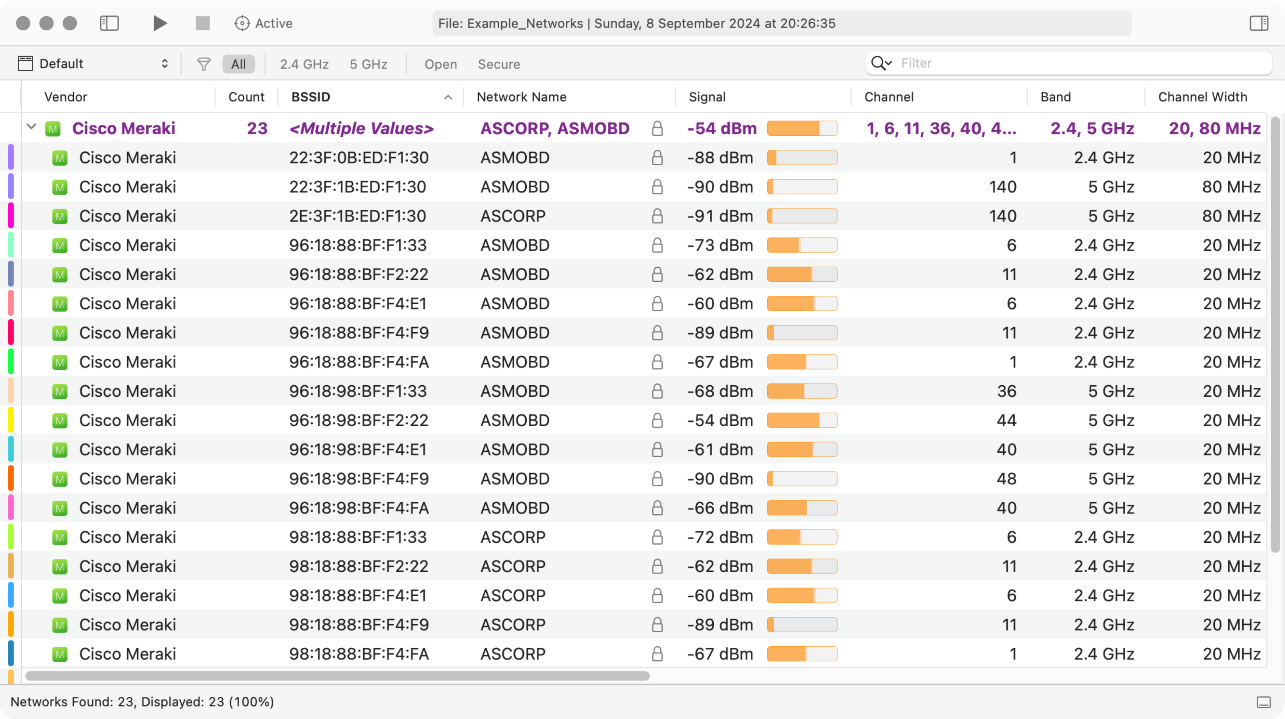 Active
File: Example_Networks | Sunday, 8 September 2024 at 20:26:35
Default All 2.4 GHz 5 GHz Open Secure Filter
Vendor Count BSSID Network Name Signal Channel Band Channel Width
M Cisco Meraki 23 <Multiple Values> ASCORP, ASMOBD -54 dBm 1, 6, 11, 36, 40, 4... 2.4, 5 GHz 20, 80 MHz
M Cisco Meraki 22:3F:0B:ED:F1:30 ASMOBD -88 dBm 1 2.4 GHz 20 MHz
M Cisco Meraki 22:3F:1B:ED:F1:30 ASMOBD -90 dBm 140 5 GHz 80 MHz
M Cisco Meraki 2E:3F:1B:ED:F1:30 ASCORP -91 dBm 140 5 GHz 80 MHz
M Cisco Meraki 96:18:88:BF:F1:33 ASMOBD -73 dBm 6 2.4 GHz 20 MHz
M Cisco Meraki 96:18:88:BF:F2:22 ASMOBD -62 dBm 11 2.4 GHz 20 MHz
M Cisco Meraki 96:18:88:BF:F4:E1 ASMOBD -60 dBm 6 2.4 GHz 20 MHz
M Cisco Meraki 96:18:88:BF:F4:F9 ASMOBD -89 dBm 11 2.4 GHz 20 MHz
M Cisco Meraki 96:18:88:BF:F4:FA ASMOBD -67 dBm 1 2.4 GHz 20 MHz
M Cisco Meraki 96:18:98:BF:F1:33 ASMOBD -68 dBm 36 5 GHz 20 MHz
M Cisco Meraki 96:18:98:BF:F2:22 ASMOBD -54 dBm 44 5 GHz 20 MHz
M Cisco Meraki 96:18:98:BF:F4:E1 ASMOBD -61 dBm 40 5 GHz 20 MHz
M Cisco Meraki 96:18:98:BF:F4:F9 ASMOBD -90 dBm 48 5 GHz 20 MHz
M Cisco Meraki 96:18:98:BF:F4:FA ASMOBD -66 dBm 40 5 GHz 20 MHz
M Cisco Meraki 98:18:88:BF:F1:33 ASCORP -72 dBm 6 2.4 GHz 20 MHz
M Cisco Meraki 98:18:88:BF:F2:22 ASCORP -62 dBm 11 2.4 GHz 20 MHz
M Cisco Meraki 98:18:88:BF:F4:E1 ASCORP -60 dBm 6 2.4 GHz 20 MHz
M Cisco Meraki 98:18:88:BF:F4:F9 ASCORP -89 dBm 11 2.4 GHz 20 MHz
M Cisco Meraki 98:18:88:BF:F4:FA ASCORP -67 dBm 1 2.4 GHz 20 MHz
Networks Found: 23, Displayed: 23 (100%)